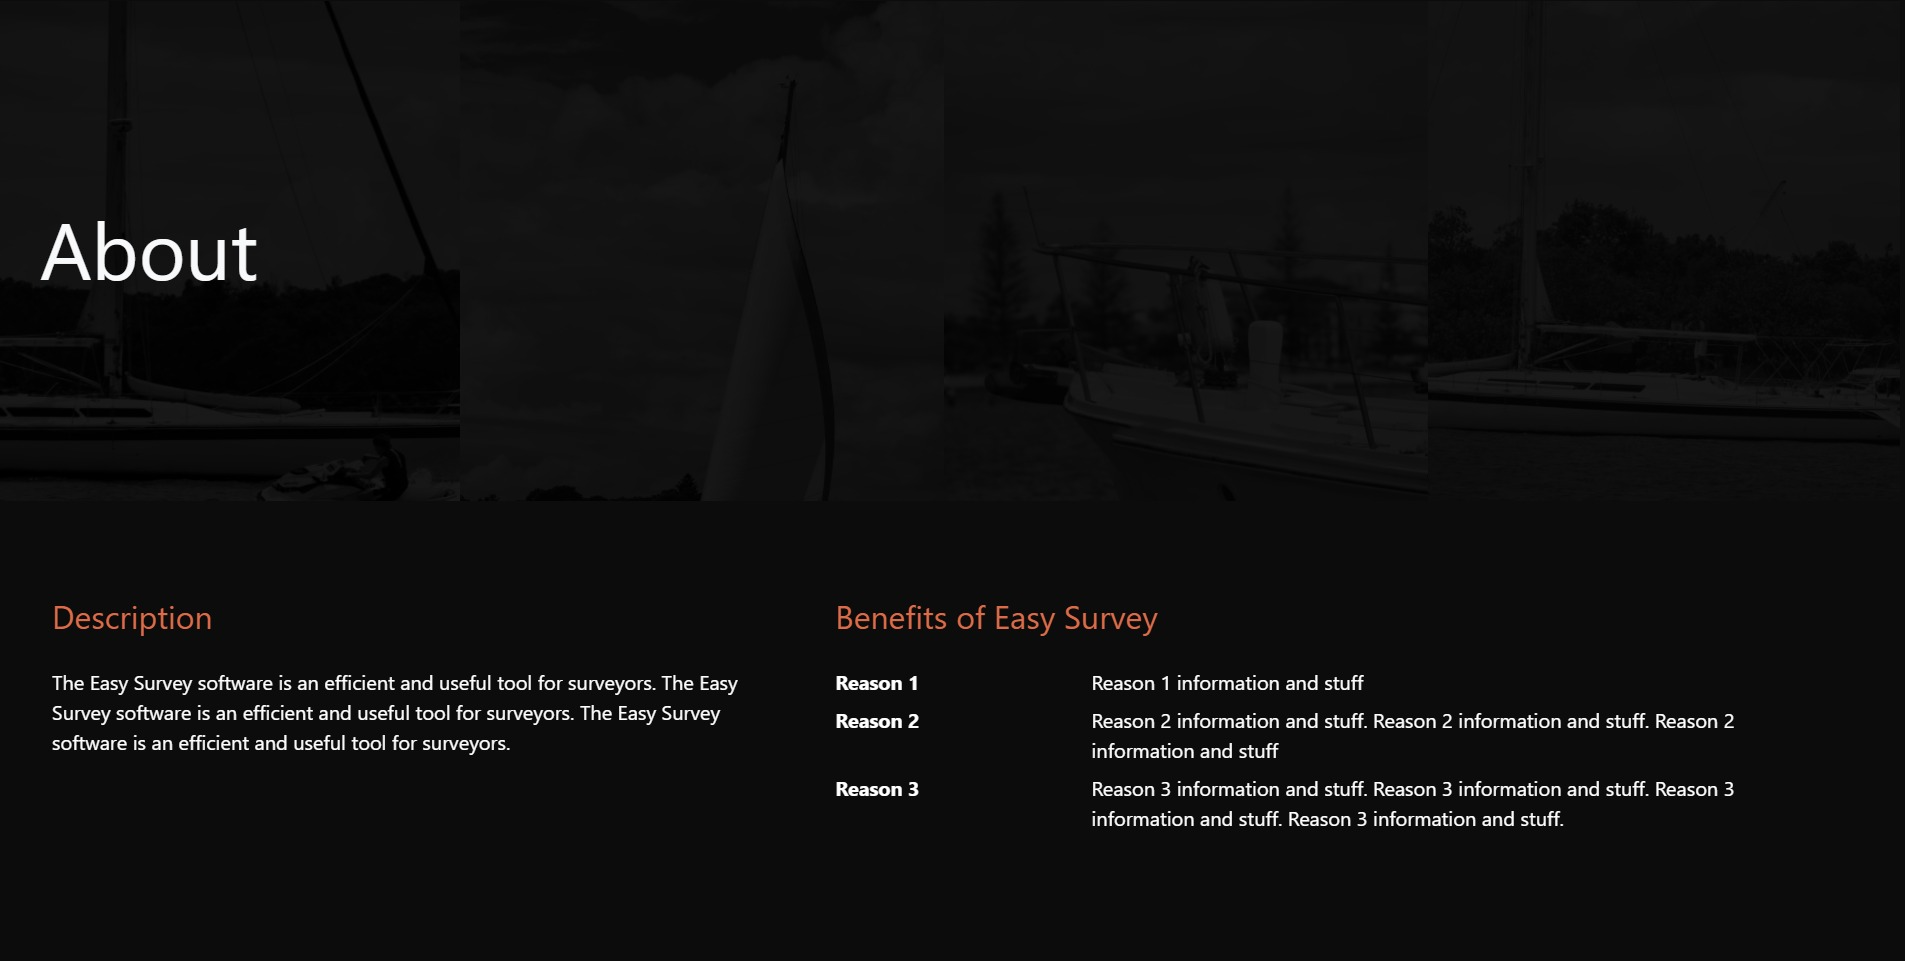 About
Description
The Easy Survey software is an efficient and useful tool for surveyors. The Easy
Survey software is an efficient and useful tool for surveyors. The Easy Survey
software is an efficient and useful tool for surveyors.
Benefits of Easy Survey
Reason 1
Reason 1 information and stuff
Reason 2
Reason 2 information and stuff. Reason 2 information and stuff. Reason 2
information and stuff
Reason 3
Reason 3 information and stuff. Reason 3 information and stuff. Reason 3
information and stuff. Reason 3 information and stuff.